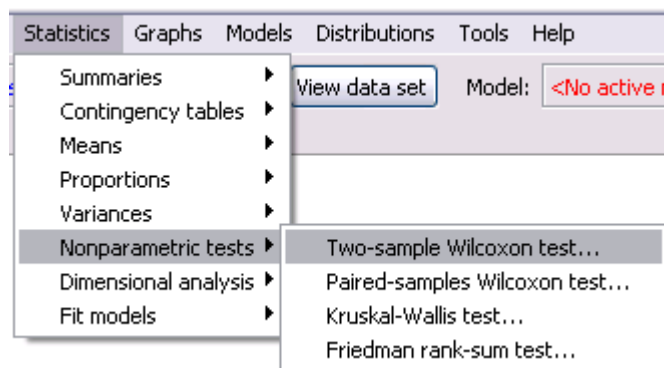 Statistics Graphs Models Distributions Tools Help
Summaries
View data set Model: <No active
Contingency tables
Means
Proportions
Variances
Nonparametric tests
Two-sample Wilcoxon test...
Dimensional analysis
Paired-samples Wilcoxon test...
Fit models
Kruskal-Wallis test...
Friedman rank-sum test...